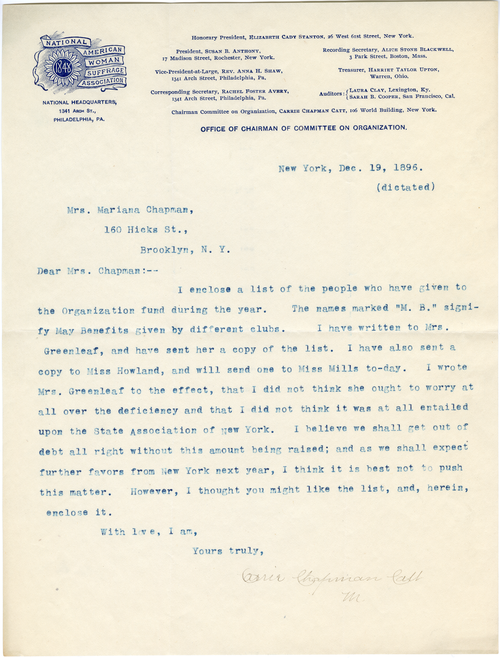 NATIONAL
AMERICAN
WOMAN
SUFFRAGE
ASSOCIATION
1848
NATIONAL HEADQUARTERS,
1341 ARCH ST.,
PHILADELPHIA, PA.
Honorary President, ELIZABETH CADY STANTON, 26 West 61st Street, New York.
President, SUSAN B. ANTHONY,
17 Madison Street, Rochester, New York.
Vice-President-at-Large, REV. ANNA H. SHAW,
1341 Arch Street, Philadelphia, Pa.
Corresponding Secretary, RACHEL FOSTER AVERY,
1341 Arch Street, Philadelphia, Pa.
Recording Secretary, ALICE STONE BLACKWELL,
3 Park Street, Boston, Mass.
Treasurer, HARRIET TAYLOR UPTON,
Warren, Ohio.
Auditors: { LAURA CLAY, Lexington, Ky.
SARAH B. COOPER, San Francisco, Cal.
Chairman Committee on Organization, CARRIE CHAPMAN CATT, 106 World Building, New York.
OFFICE OF CHAIRMAN OF COMMITTEE ON ORGANIZATION.
New York, Dec. 19, 1896.
(dictated)
Mrs. Mariana Chapman,
160 Hicks St.,
Brooklyn, N. Y.
Dear Mrs. Chapman:--
I enclose a list of the people who have given to
the Organization fund during the year. The names marked "M. B." signi-
fy May Benefits given by different clubs. I have written to Mrs.
Greenleaf, and have sent her a copy of the list. I have also sent a
copy to Miss Howland, and will send one to Miss Mills to-day. I wrote
Mrs. Greenleaf to the effect, that I did not think she ought to worry at
all over the deficiency and that I did not think it was at all entailed
upon the State Association of New York. I believe we shall get out of
debt all right without this amount being raised; and as we shall expect
further favors from New York next year, I think it is best not to push
this matter. However, I thought you might like the list, and, herein,
enclose it.
With love, I am,
Yours truly,
Carrie Chapman Catt
M.